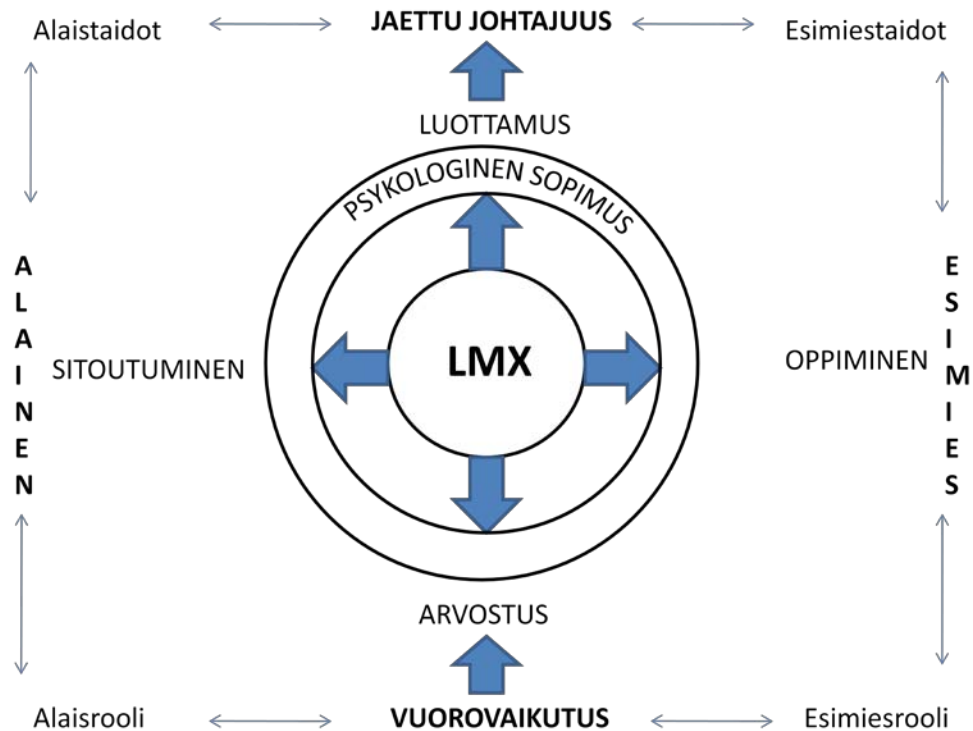 Alaistaidot
JAETTU JOHTAJUUS
Esimiestaidot
LUOTTAMUS
PSYKOLOGINEN SOPIMUS
ALAINEN
SITOUTUMINEN
LMX
OPPIMINEN
ESIMIES
ARVOSTUS
Alaisrooli
VUOROVAIKUTUS
Esimiesrooli